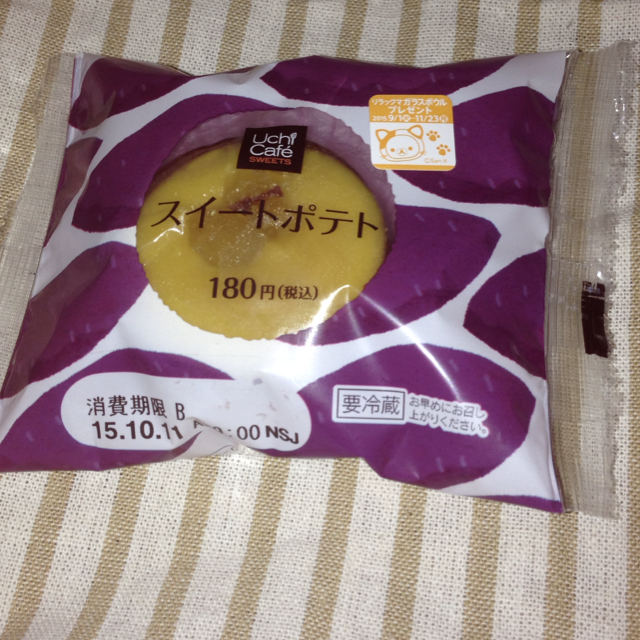 リラックマガラスボウル
プレゼント
2015.9/1㊋-11/23㊊
Uchi
Café
SWEETS
スイートポテト
180円(税込)
消費期限 B
15.10.11
:00 NSJ
要冷蔵
お早めにお召し
上がりください。